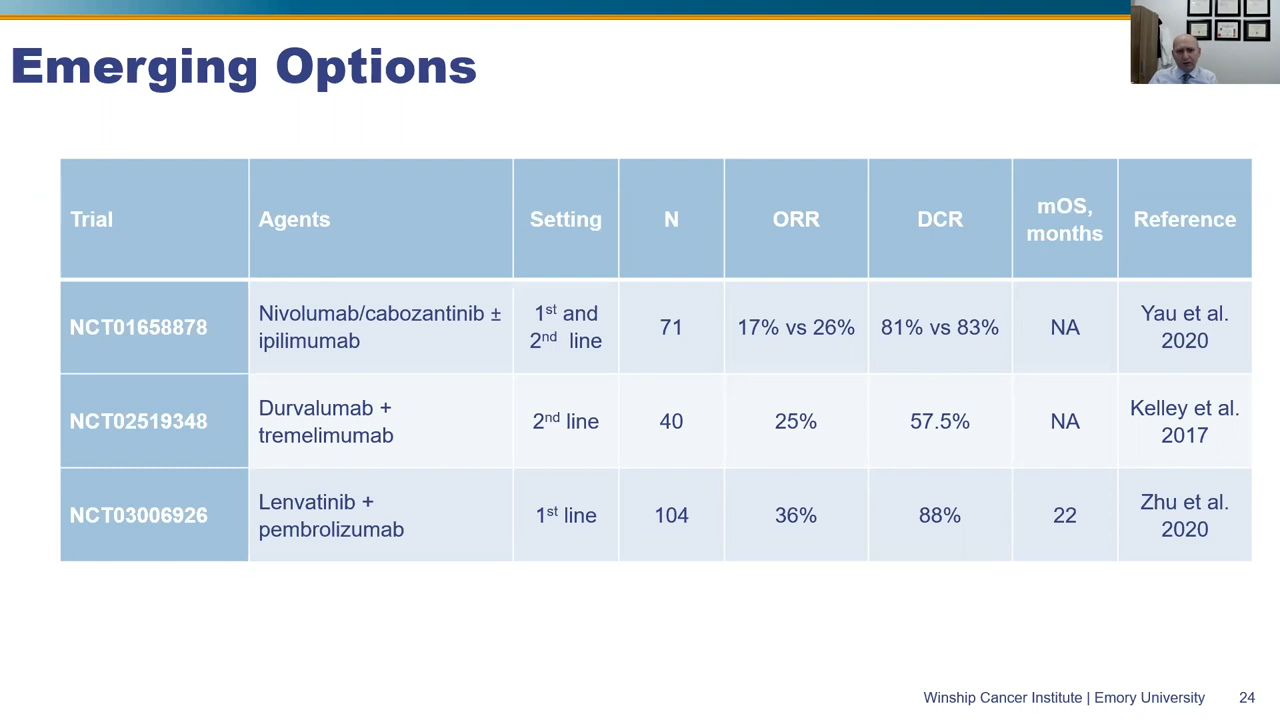 Emerging Options
Trial Agents Setting N ORR DCR mOS, months Reference
NCT01658878 Nivolumab/cabozantinib ± ipilimumab 1st and 2nd line 71 17% vs 26% 81% vs 83% NA Yau et al. 2020
NCT02519348 Durvalumab + tremelimumab 2nd line 40 25% 57.5% NA Kelley et al. 2017
NCT03006926 Lenvatinib + pembrolizumab 1st line 104 36% 88% 22 Zhu et al. 2020
Winship Cancer Institute | Emory University 24